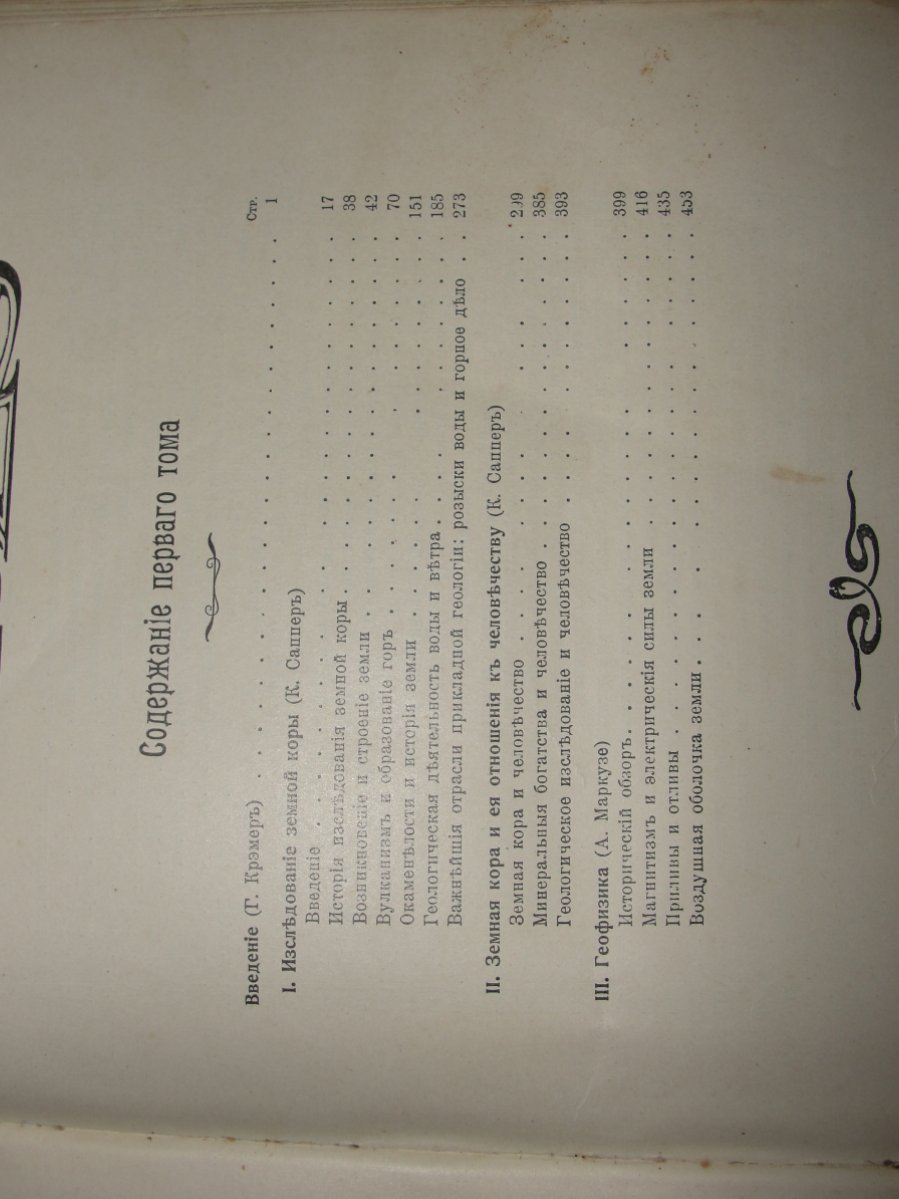 Содержаніе перваго тома
Стр.
Введеніе (Г. Крэмеръ) . . . . . . . . . . . . . . . . . . 1
I. Изслѣдованіе земной коры (К. Сапперъ)
Введеніе . . . . . . . . . . . . . . . . . . 17
Исторія изслѣдованія земной коры . . . . . . . . . . . . . . . . . . 38
Возникновеніе и строеніе земли . . . . . . . . . . . . . . . . . . 42
Вулканизмъ и образованіе горъ . . . . . . . . . . . . . . . . 70
Окаменѣлости и исторія земли . . . . . . . . . . . . . . 151
Геологическая дѣятельность воды и вѣтра . . . . . . . . . . . . 185
Важнѣйшія отрасли прикладной геологіи: розыски воды и горное дѣло . . 273
II. Земная кора и ея отношенія къ человѣчеству (К. Сапперъ)
Земная кора и человѣчество . . . . . . . . . . . . . . . . 299
Минеральныя богатства и человѣчество . . . . . . . . . . . . . . 385
Геологическое изслѣдованіе и человѣчество . . . . . . . . . . . . 393
III. Геофизика (А. Маркузе)
Историческій обзоръ . . . . . . . . . . . . . . . . . . 399
Магнитизмъ и электрическія силы земли . . . . . . . . . . . . . . 416
Приливы и отливы . . . . . . . . . . . . . . . . . . 435
Воздушная оболочка земли . . . . . . . . . . . . . . . . . . 453